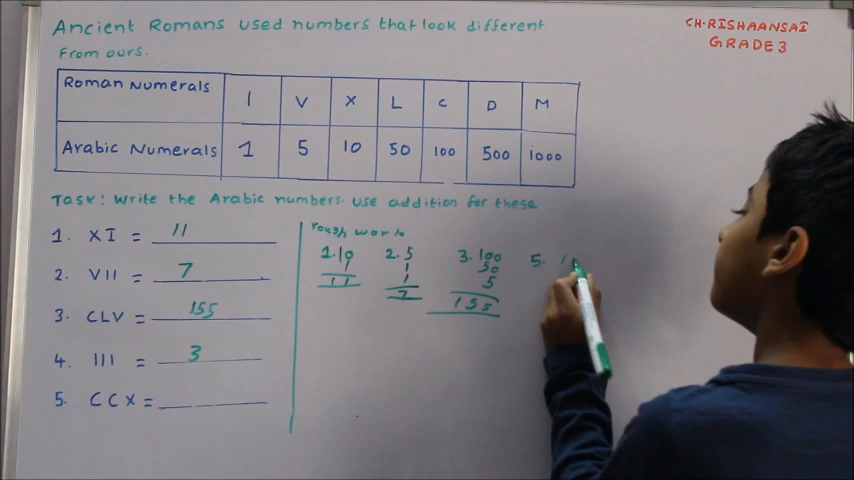 Ancient Romans used numbers that look different
from ours.
CH.RISHAANSAI
GRADE 3
Roman Numerals I V X L C D M
Arabic Numerals 1 5 10 50 100 500 1000
Task: Write the Arabic numbers. use addition for these
1. XI = 11
2. VII = 7
3. CLV = 155
4. III = 3
5. CCX =
rough work
1. 10
1
11
2. 5
1
1
7
3. 100
50
5
155
5. 1